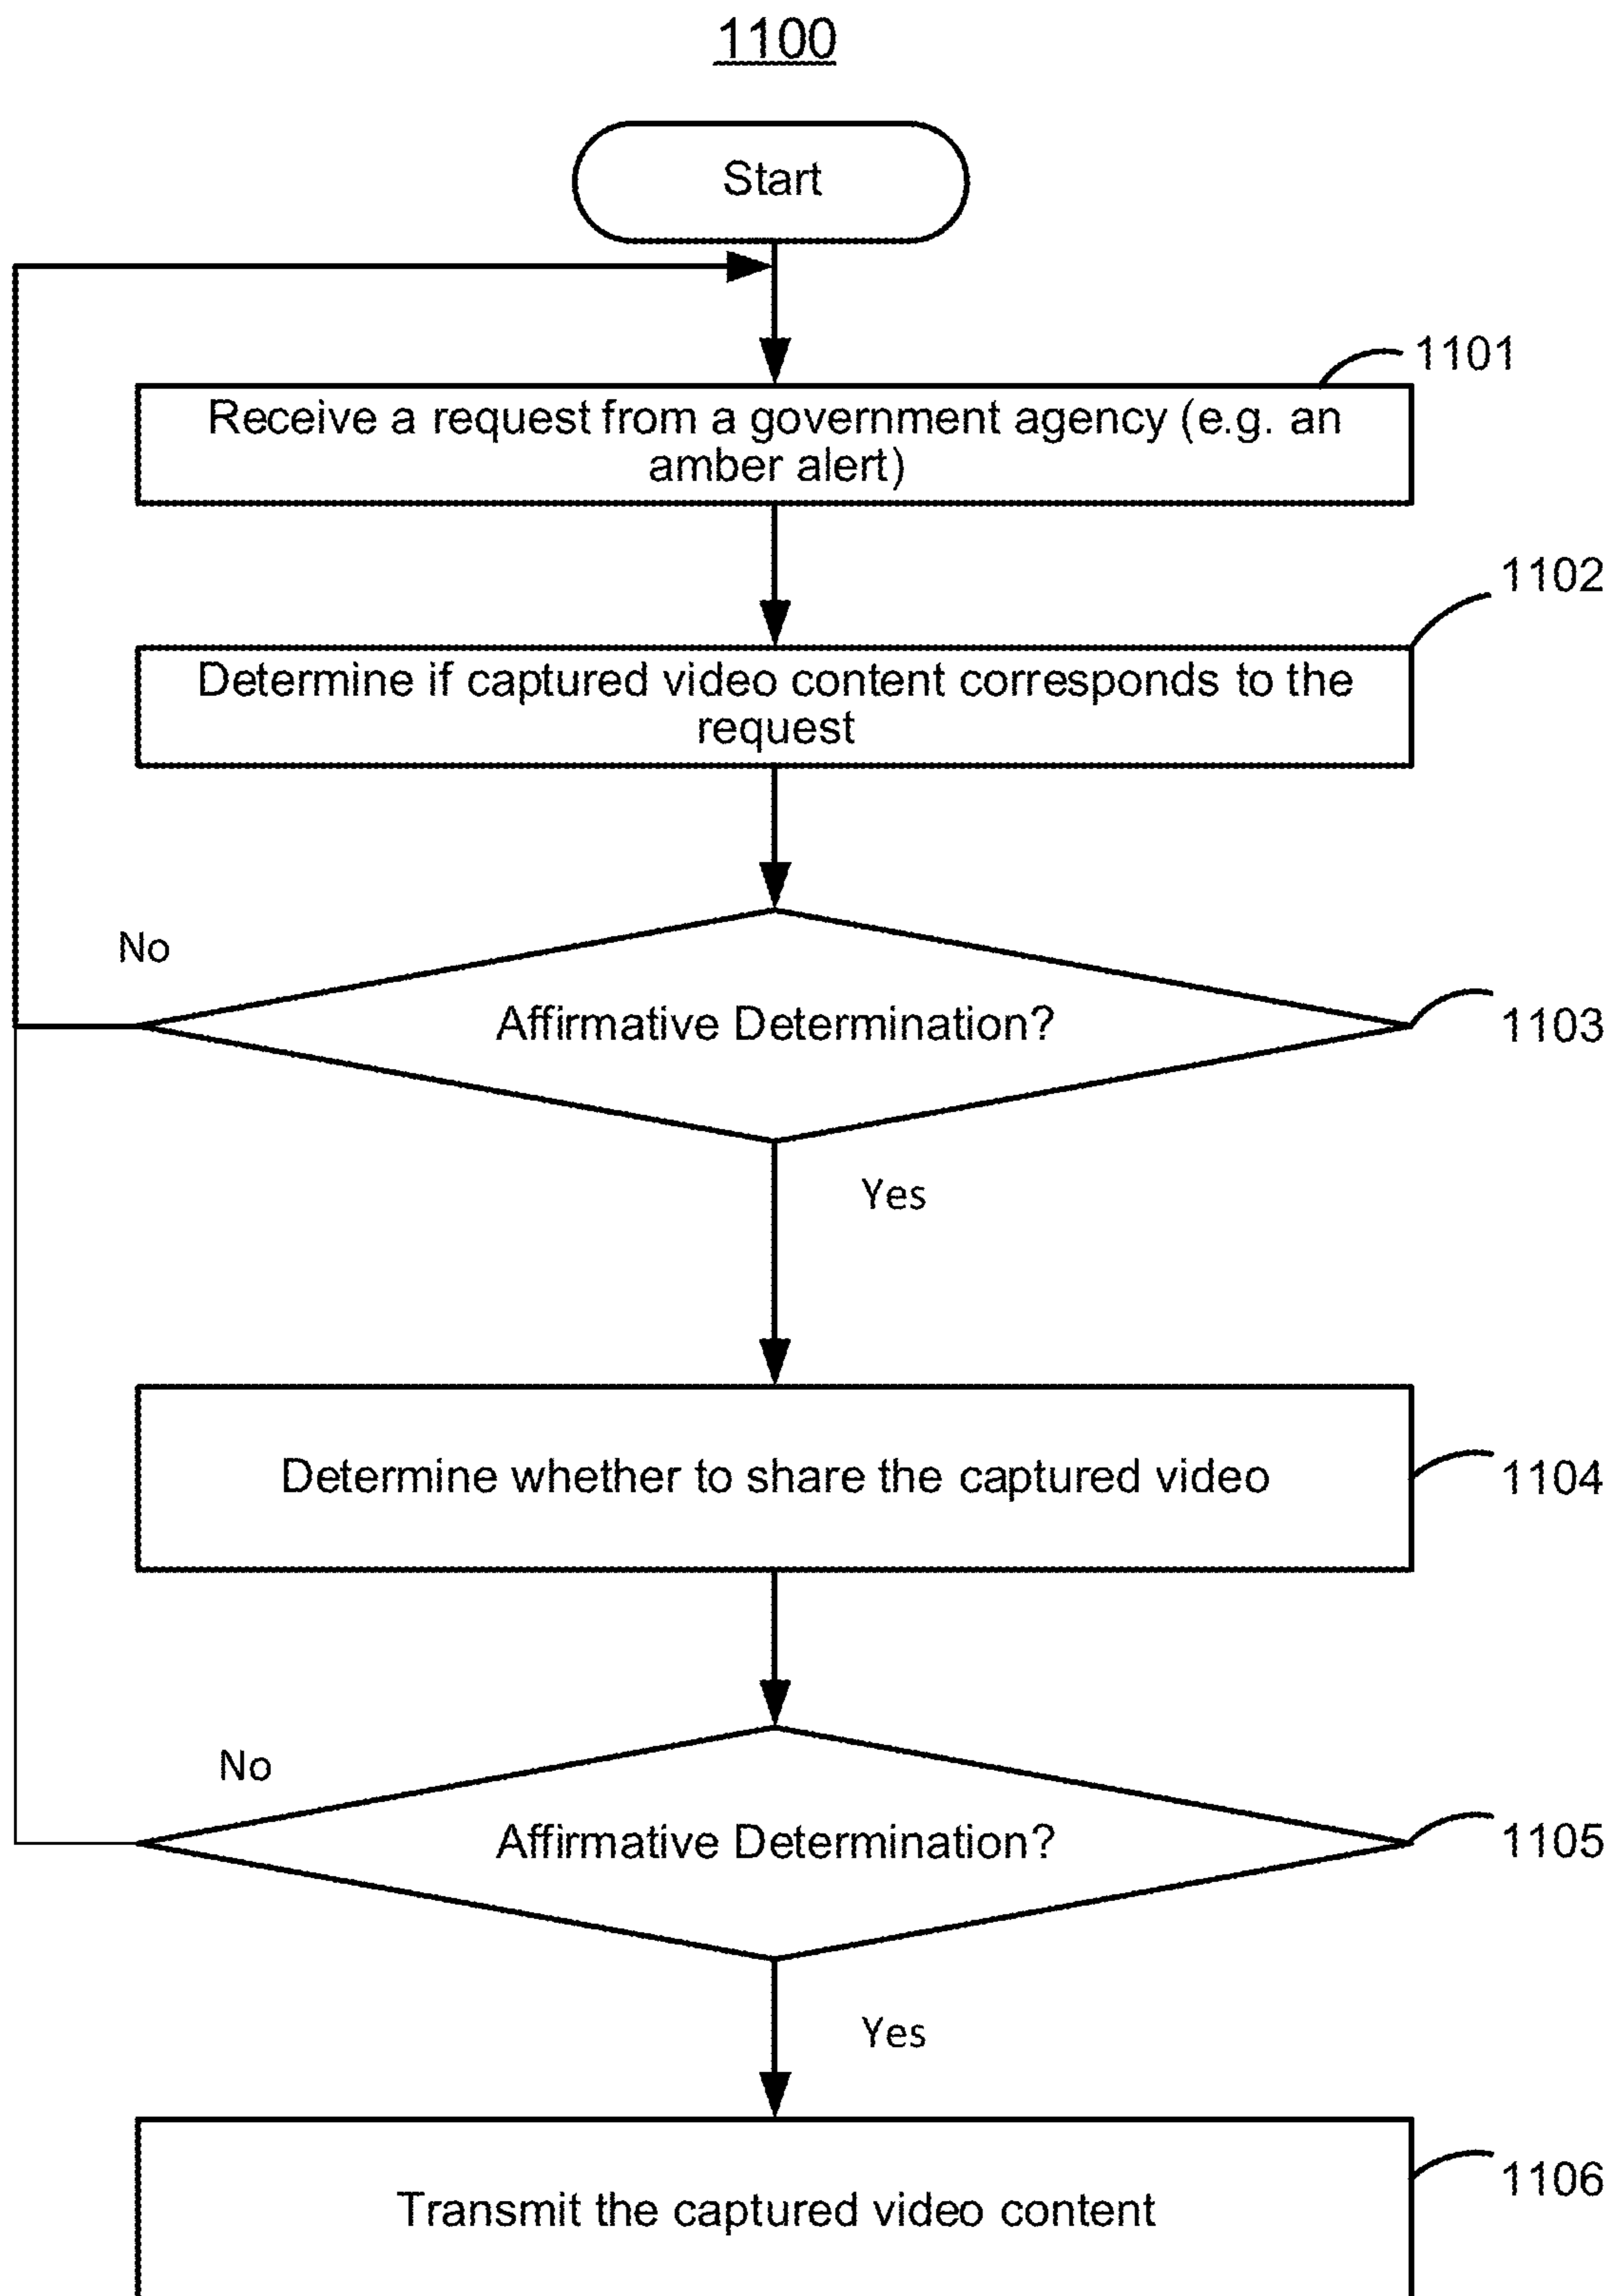 1100
Start
1101
Receive a request from a government agency (e.g. an
amber alert)
1102
Determine if captured video content corresponds to the
request
No
Affirmative Determination?
1103
Yes
Determine whether to share the captured video
1104
No
Affirmative Determination?
1105
Yes
Transmit the captured video content
1106